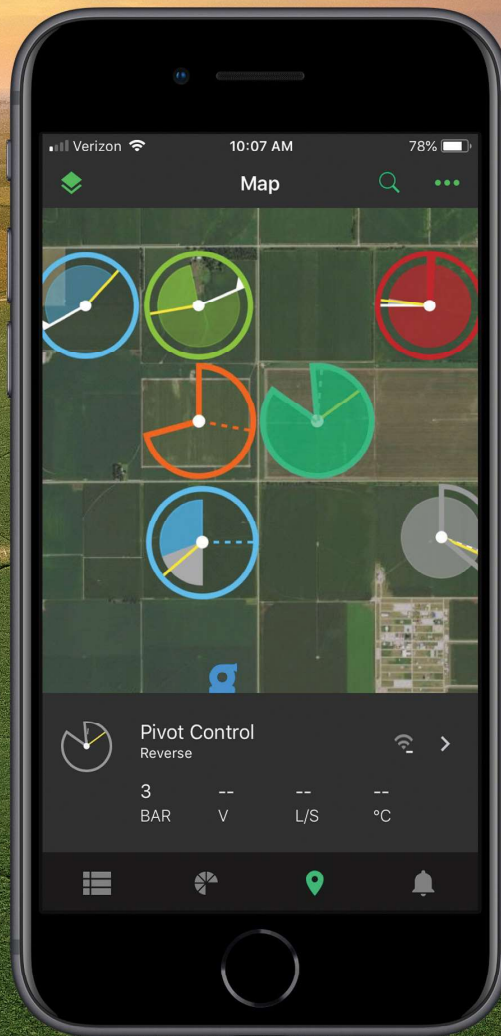 Verizon
10:07 AM
78%
Map
g
Pivot Control
Reverse
3 -- -- --
BAR V L/S °C